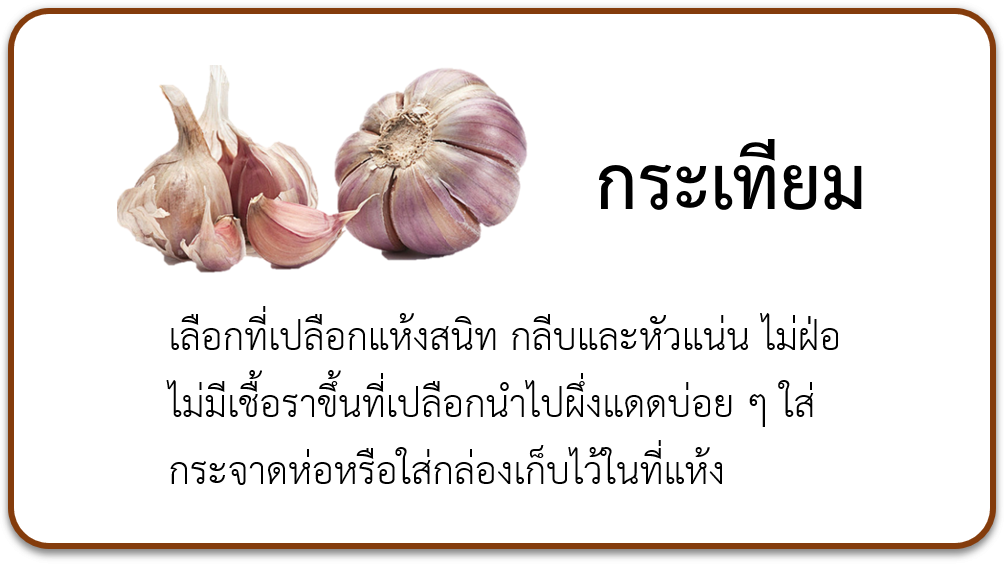 กระเทียม
เลือกที่เปลือกแห้งสนิท กลีบและหัวแน่น ไม่ฝ่อ
ไม่มีเชื้อราขึ้นที่เปลือกนำไปผึ่งแดดบ่อย ๆ ใส่
กระจาดห่อหรือใส่กล่องเก็บไว้ในที่แห้ง